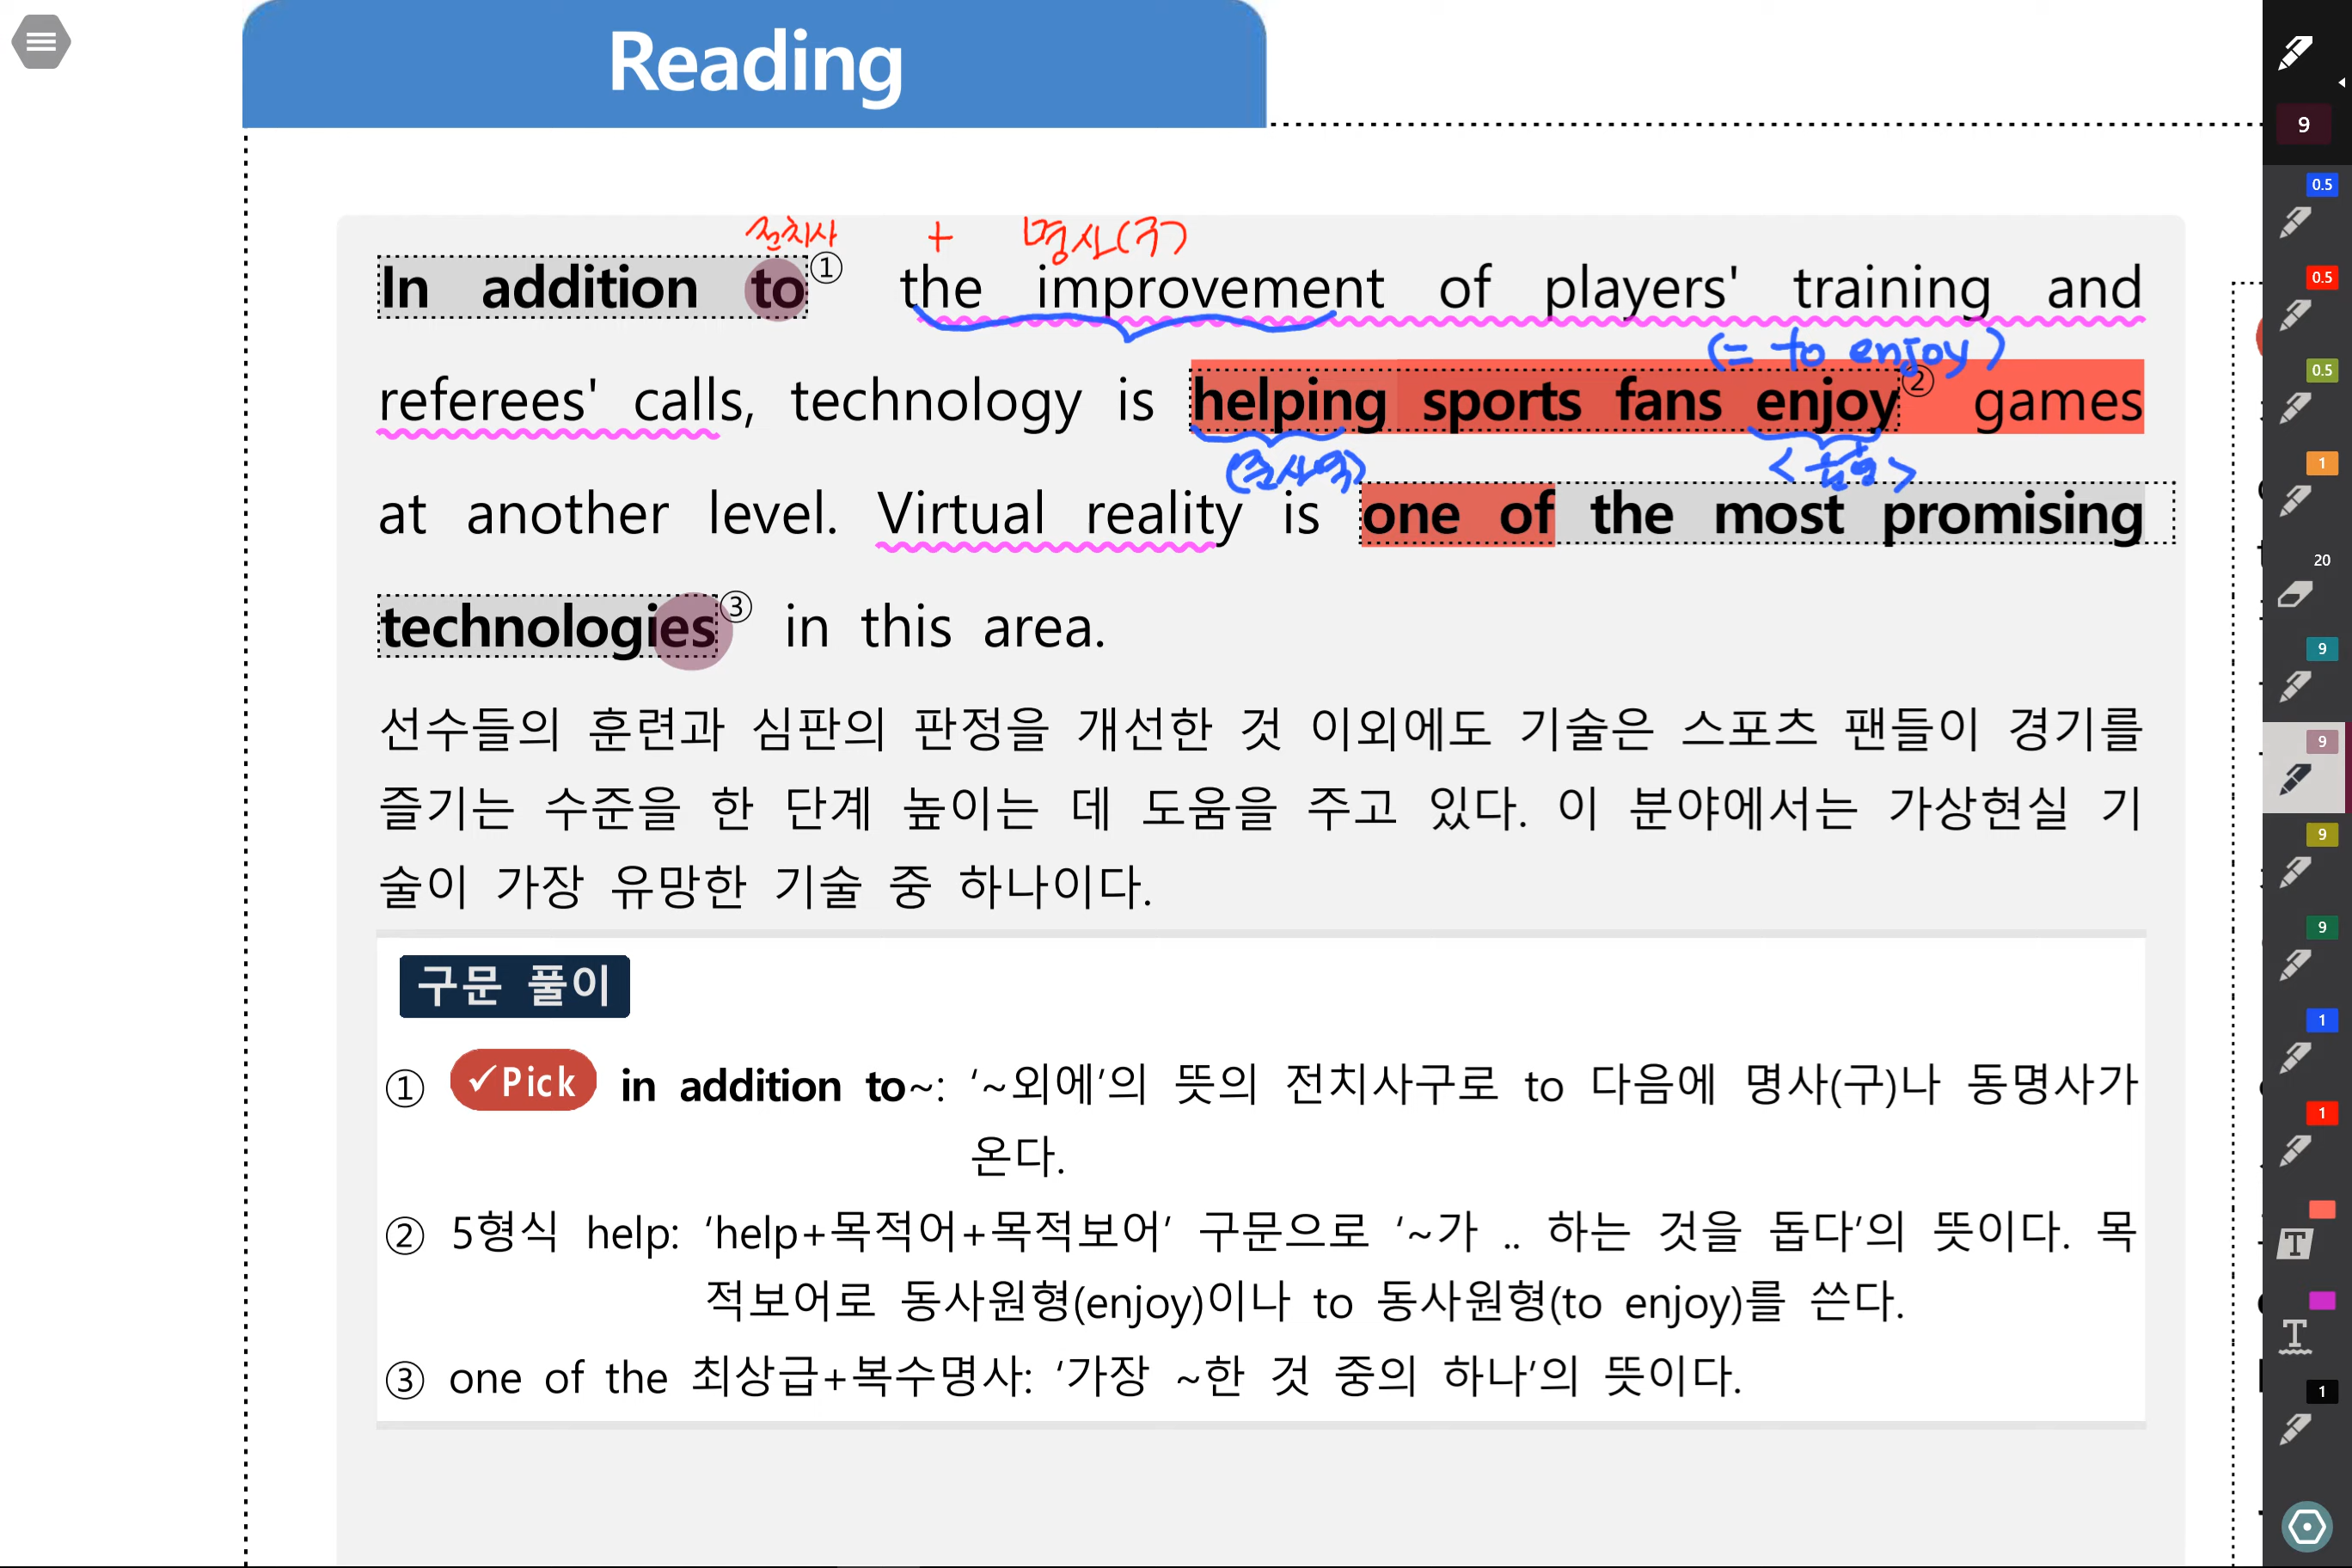 Reading
전치사 + 명사(구)
In addition to① the improvement of players' training and
(= to enjoy)
referees' calls, technology is helping sports fans enjoy② games
(준사역) <원형>
at another level. Virtual reality is one of the most promising
technologies③ in this area.
선수들의 훈련과 심판의 판정을 개선한 것 이외에도 기술은 스포츠 팬들이 경기를
즐기는 수준을 한 단계 높이는 데 도움을 주고 있다. 이 분야에서는 가상현실 기
술이 가장 유망한 기술 중 하나이다.
구문 풀이
① ✓Pick in addition to~: ‘~외에’의 뜻의 전치사구로 to 다음에 명사(구)나 동명사가
온다.
② 5형식 help: ‘help+목적어+목적보어’ 구문으로 ‘~가 .. 하는 것을 돕다’의 뜻이다. 목
적보어로 동사원형(enjoy)이나 to 동사원형(to enjoy)를 쓴다.
③ one of the 최상급+복수명사: ‘가장 ~한 것 중의 하나’의 뜻이다.
9
0.5
0.5
0.5
1
20
9
9
9
9
1
1
T
T
1